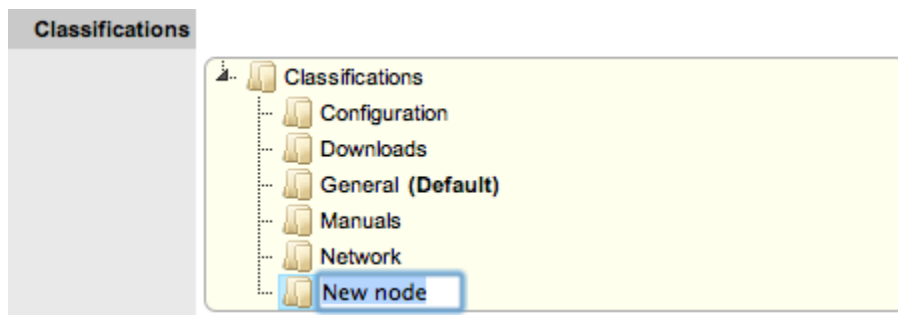 Classifications
Classifications
Configuration
Downloads
General (Default)
Manuals
Network
New node